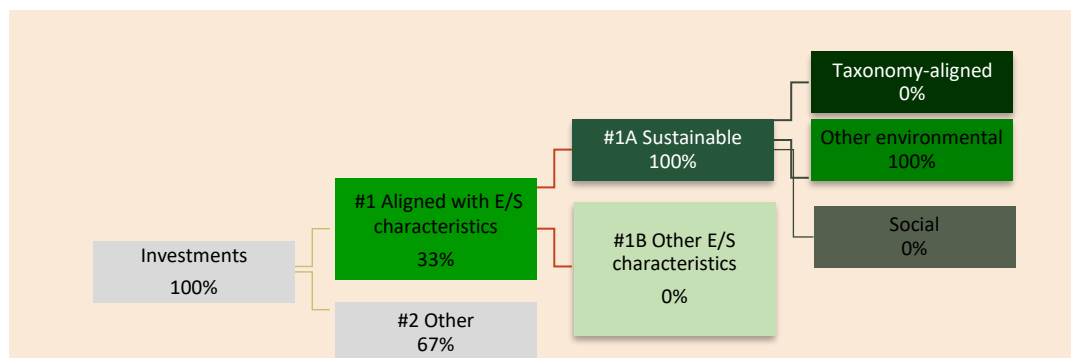 Investments
100%
#1 Aligned with E/S
characteristics
33%
#2 Other
67%
#1A Sustainable
100%
#1B Other E/S
characteristics
0%
Taxonomy-aligned
0%
Other environmental
100%
Social
0%